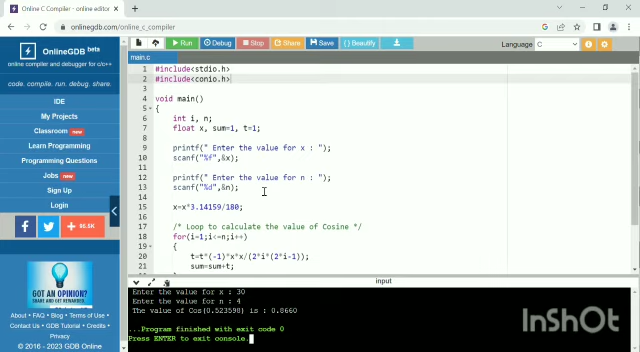 Online C Compiler - online editor
onlinegdb.com/online_c_compiler
OnlineGDB beta
online compiler and debugger for c/c++
code. compile. run. debug. share.
IDE
My Projects
Classroom new
Learn Programming
Programming Questions
Jobs new
Sign Up
Login
GOT AN OPINION?
SHARE
About • FAQ • Blog • Terms of Use •
Contact Us • GDB Tutorial • Credits •
Privacy
© 2016 - 2023 GDB Online
Run
Debug
Stop
Share
Save
{ } Beautify
Language C
main.c
1 #include<stdio.h>
2 #include<conio.h>
3
4 void main()
5 {
6 int i, n;
7 float x, sum=1, t=1;
8
9 printf(" Enter the value for x : ");
10 scanf("%f",&x);
11
12 printf(" Enter the value for n : ");
13 scanf("%d",&n);
14
15 x=x*3.14159/180;
16
17 /* Loop to calculate the value of Cosine */
18 for(i=1;i<=n;i++)
19 {
20 t=t*(-1)*x*x/(2*i*(2*i-1));
21 sum=sum+t;
input
Enter the value for x : 30
Enter the value for n : 4
The value of Cos(0.523598) is : 0.8660
...Program finished with exit code 0
Press ENTER to exit console.
InShOt